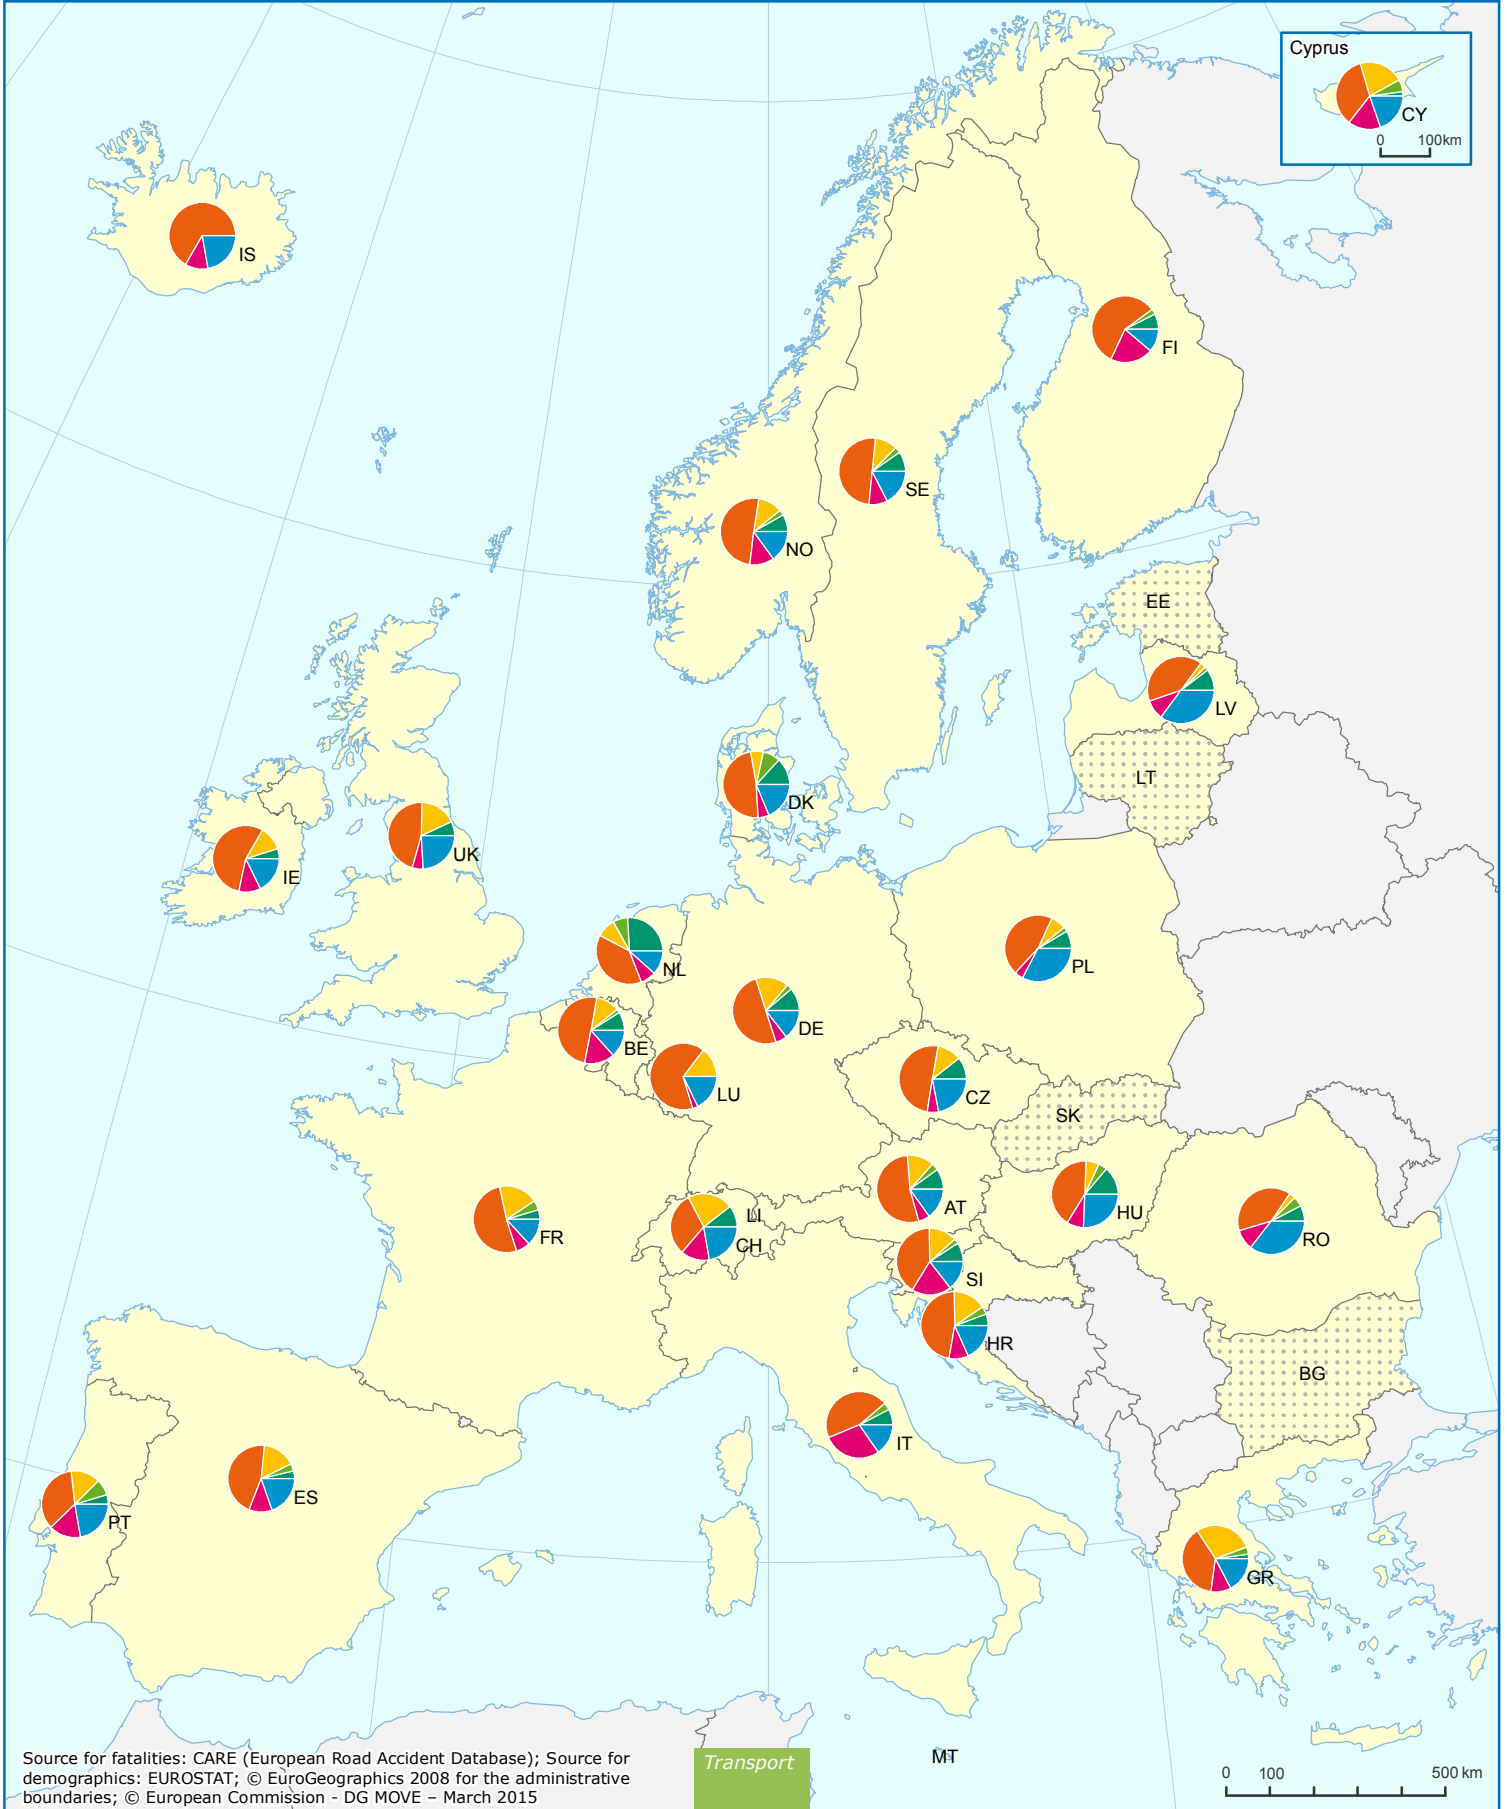 Cyprus
CY
0 100km
IS
FI
SE
NO
EE
LV
LT
DK
UK
IE
NL
PL
DE
BE
LU
CZ
SK
AT
HU
LI
CH
FR
RO
SI
HR
BG
IT
ES
PT
GR
MT
Source for fatalities: CARE (European Road Accident Database); Source for
demographics: EUROSTAT; © EuroGeographics 2008 for the administrative
boundaries; © European Commission - DG MOVE – March 2015
Transport
0 100 500 km